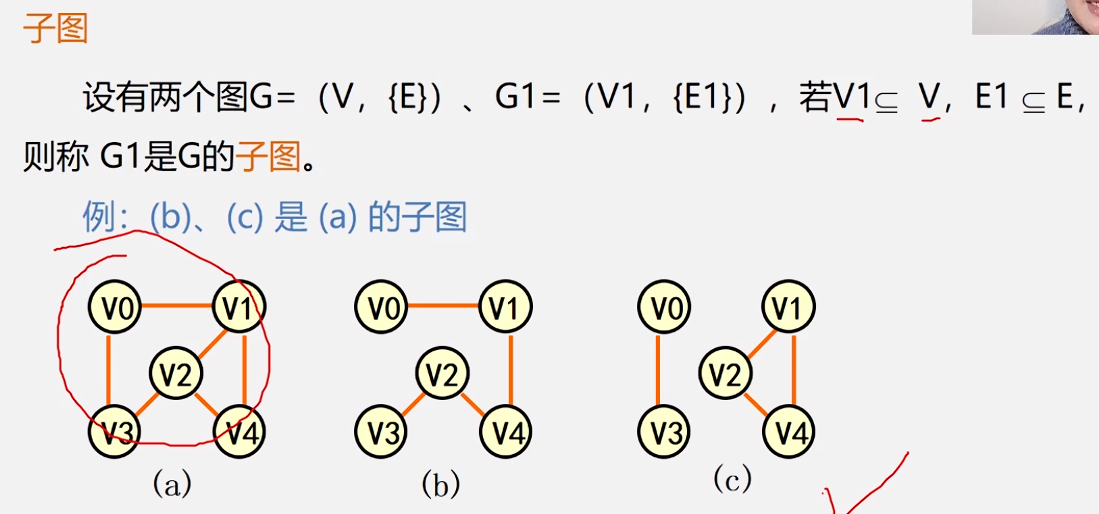 子图
设有两个图G=（V，{E}）、G1=（V1，{E1}），若V1⊆ V，E1 ⊆ E，
则称 G1是G的子图。
例：(b)、(c) 是 (a) 的子图
V0 V1 V0 V1 V0 V1
V2 V2 V2
V3 V4 V3 V4 V3 V4
(a) (b) (c)